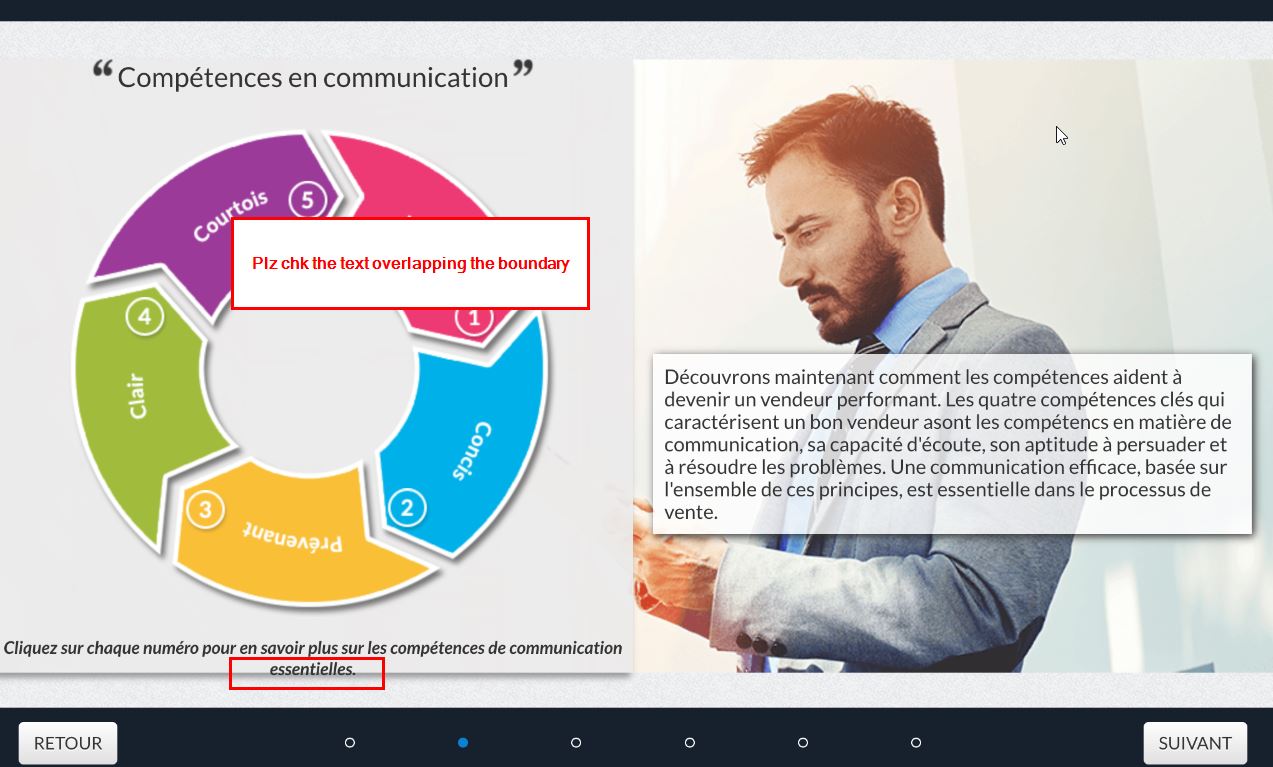 “Compétences en communication”
Courtois
5
Plz chk the text overlapping the boundary
1
4
Clair
Concis
2
3
Prévenant
Découvrons maintenant comment les compétences aident à
devenir un vendeur performant. Les quatre compétences clés qui
caractérisent un bon vendeur asont les compétencs en matière de
communication, sa capacité d'écoute, son aptitude à persuader et
à résoudre les problèmes. Une communication efficace, basée sur
l'ensemble de ces principes, est essentielle dans le processus de
vente.
Cliquez sur chaque numéro pour en savoir plus sur les compétences de communication
essentielles.
RETOUR
SUIVANT